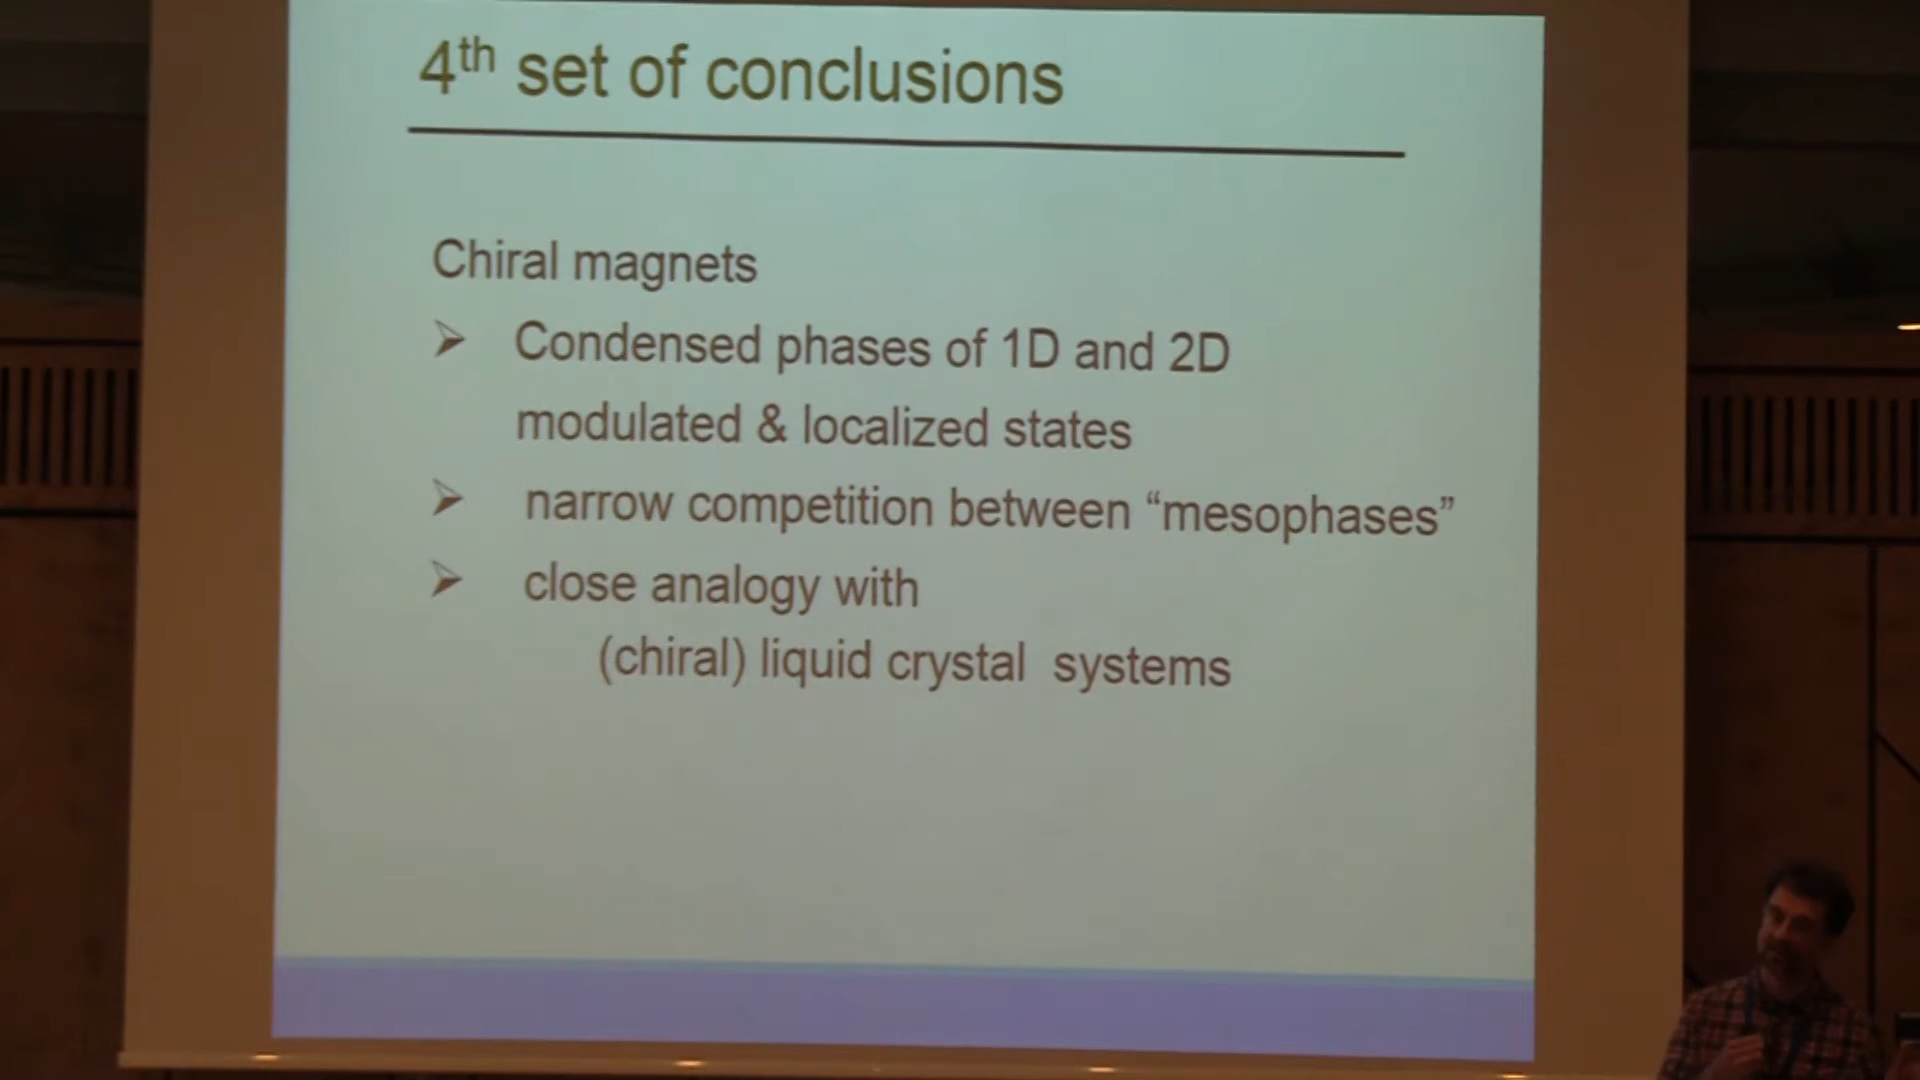 4th set of conclusions
Chiral magnets
➢ Condensed phases of 1D and 2D
modulated & localized states
➢ narrow competition between “mesophases”
➢ close analogy with
(chiral) liquid crystal systems